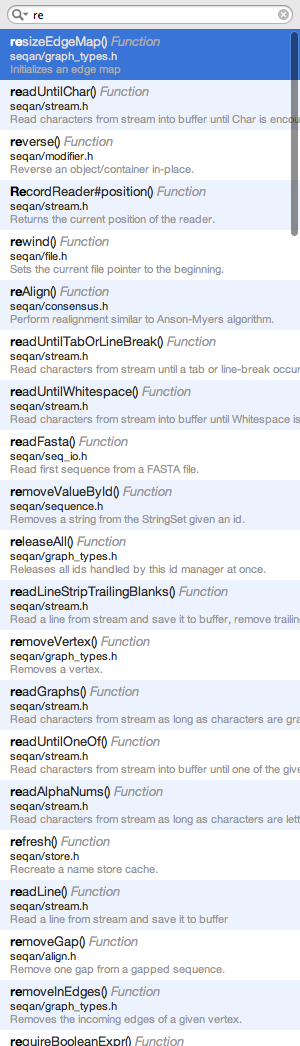 re
resizeEdgeMap() Function
seqan/graph_types.h
Initializes an edge map
readUntilChar() Function
seqan/stream.h
Read characters from stream into buffer until Char is encou
reverse() Function
seqan/modifier.h
Reverse an object/container in-place.
RecordReader#position() Function
seqan/stream.h
Returns the current position of the reader.
rewind() Function
seqan/file.h
Sets the current file pointer to the beginning.
reAlign() Function
seqan/consensus.h
Perform realignment similar to Anson-Myers algorithm.
readUntilTabOrLineBreak() Function
seqan/stream.h
Read characters from stream until a tab or line-break occur
readUntilWhitespace() Function
seqan/stream.h
Read characters from stream into buffer until Whitespace is
readFasta() Function
seqan/seq_io.h
Read first sequence from a FASTA file.
removeValueById() Function
seqan/sequence.h
Removes a string from the StringSet given an id.
releaseAll() Function
seqan/graph_types.h
Releases all ids handled by this id manager at once.
readLineStripTrailingBlanks() Function
seqan/stream.h
Read a line from stream and save it to buffer, remove trailin
removeVertex() Function
seqan/graph_types.h
Removes a vertex.
readGraphs() Function
seqan/stream.h
Read characters from stream as long as characters are gra
readUntilOneOf() Function
seqan/stream.h
Read characters from stream into buffer until one of the give
readAlphaNums() Function
seqan/stream.h
Read characters from stream as long as characters are lett
refresh() Function
seqan/store.h
Recreate a name store cache.
readLine() Function
seqan/stream.h
Read a line from stream and save it to buffer
removeGap() Function
seqan/align.h
Remove one gap from a gapped sequence.
removeInEdges() Function
seqan/graph_types.h
Removes the incoming edges of a given vertex.
requireBooleanExpr() Function